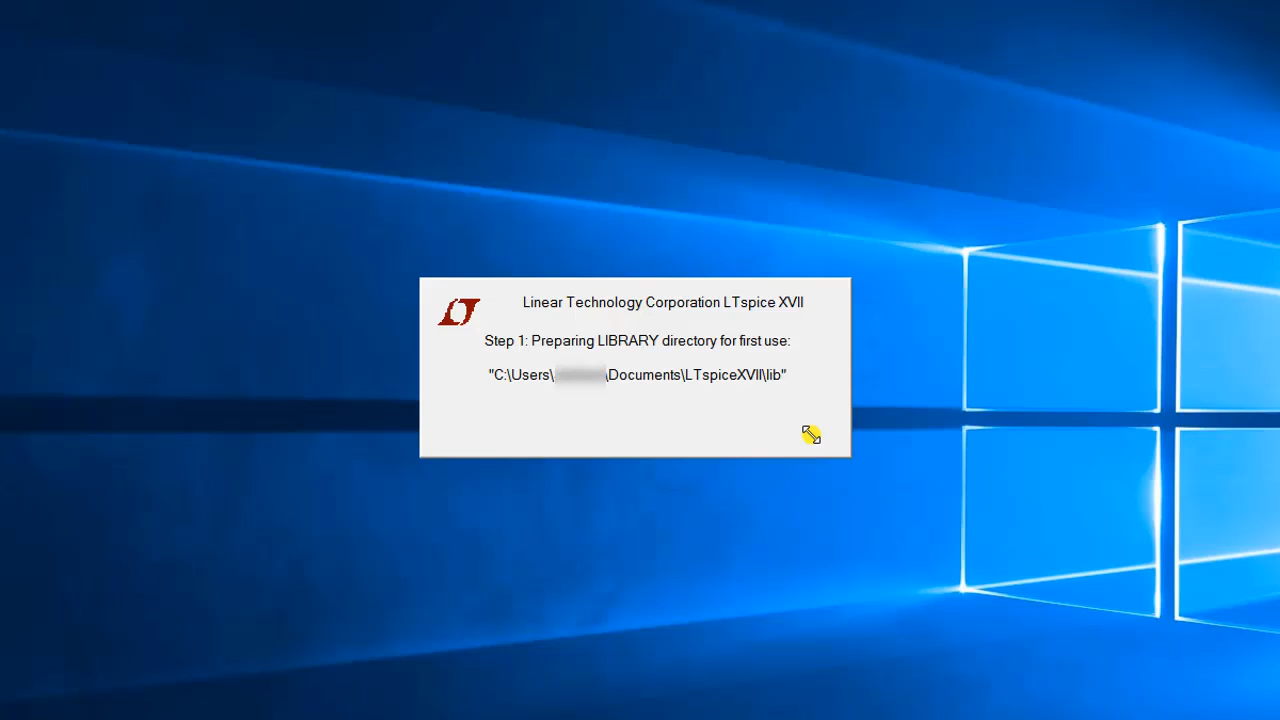 Linear Technology Corporation LTspice XVII
Step 1: Preparing LIBRARY directory for first use:
"C:\Users\ \Documents\LTspiceXVII\lib"